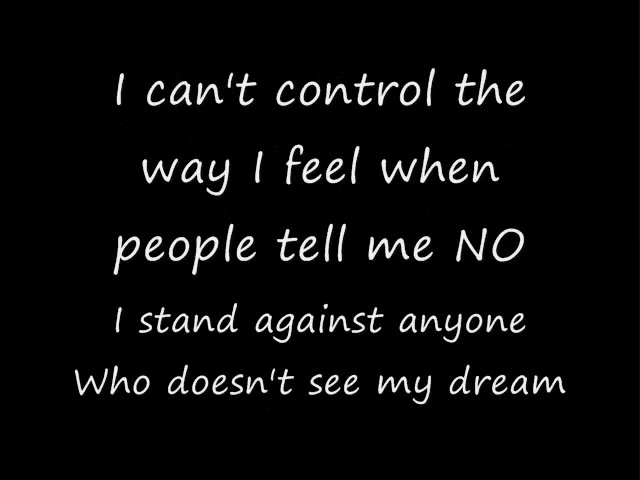 I can't control the
way I feel when
people tell me NO
I stand against anyone
Who doesn't see my dream